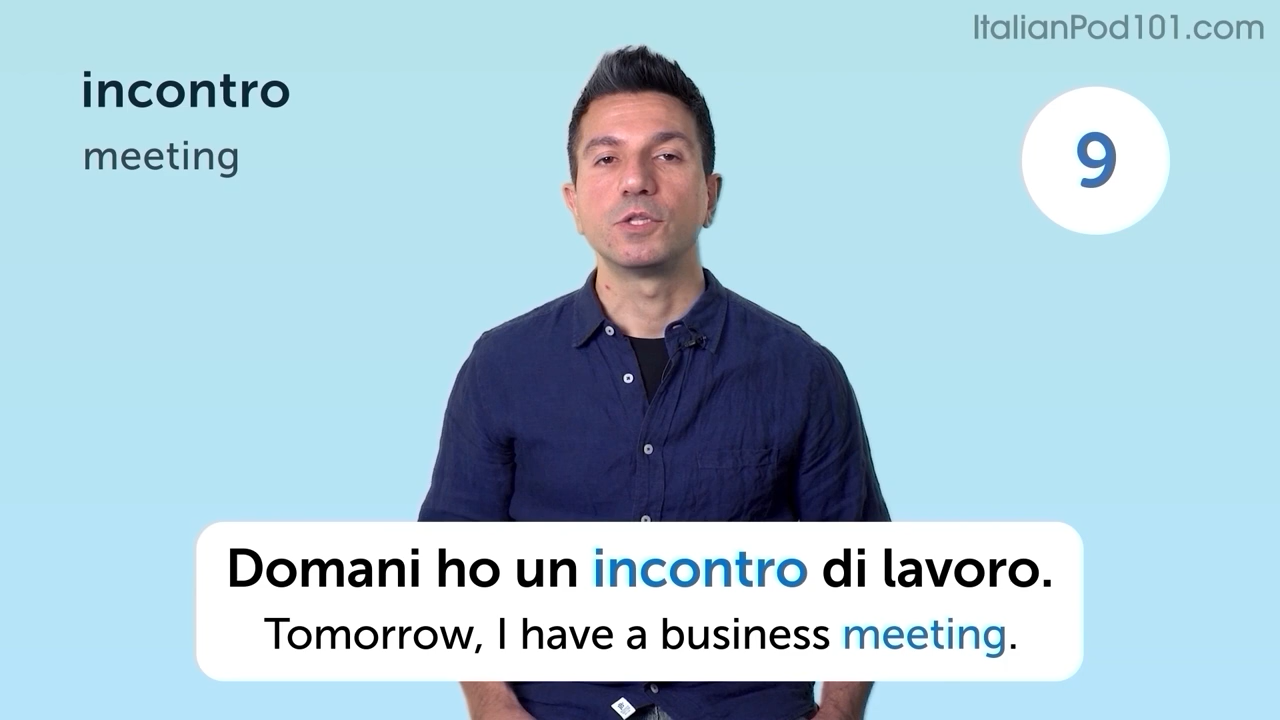 ItalianPod101.com
incontro
meeting
9
Domani ho un incontro di lavoro.
Tomorrow, I have a business meeting.